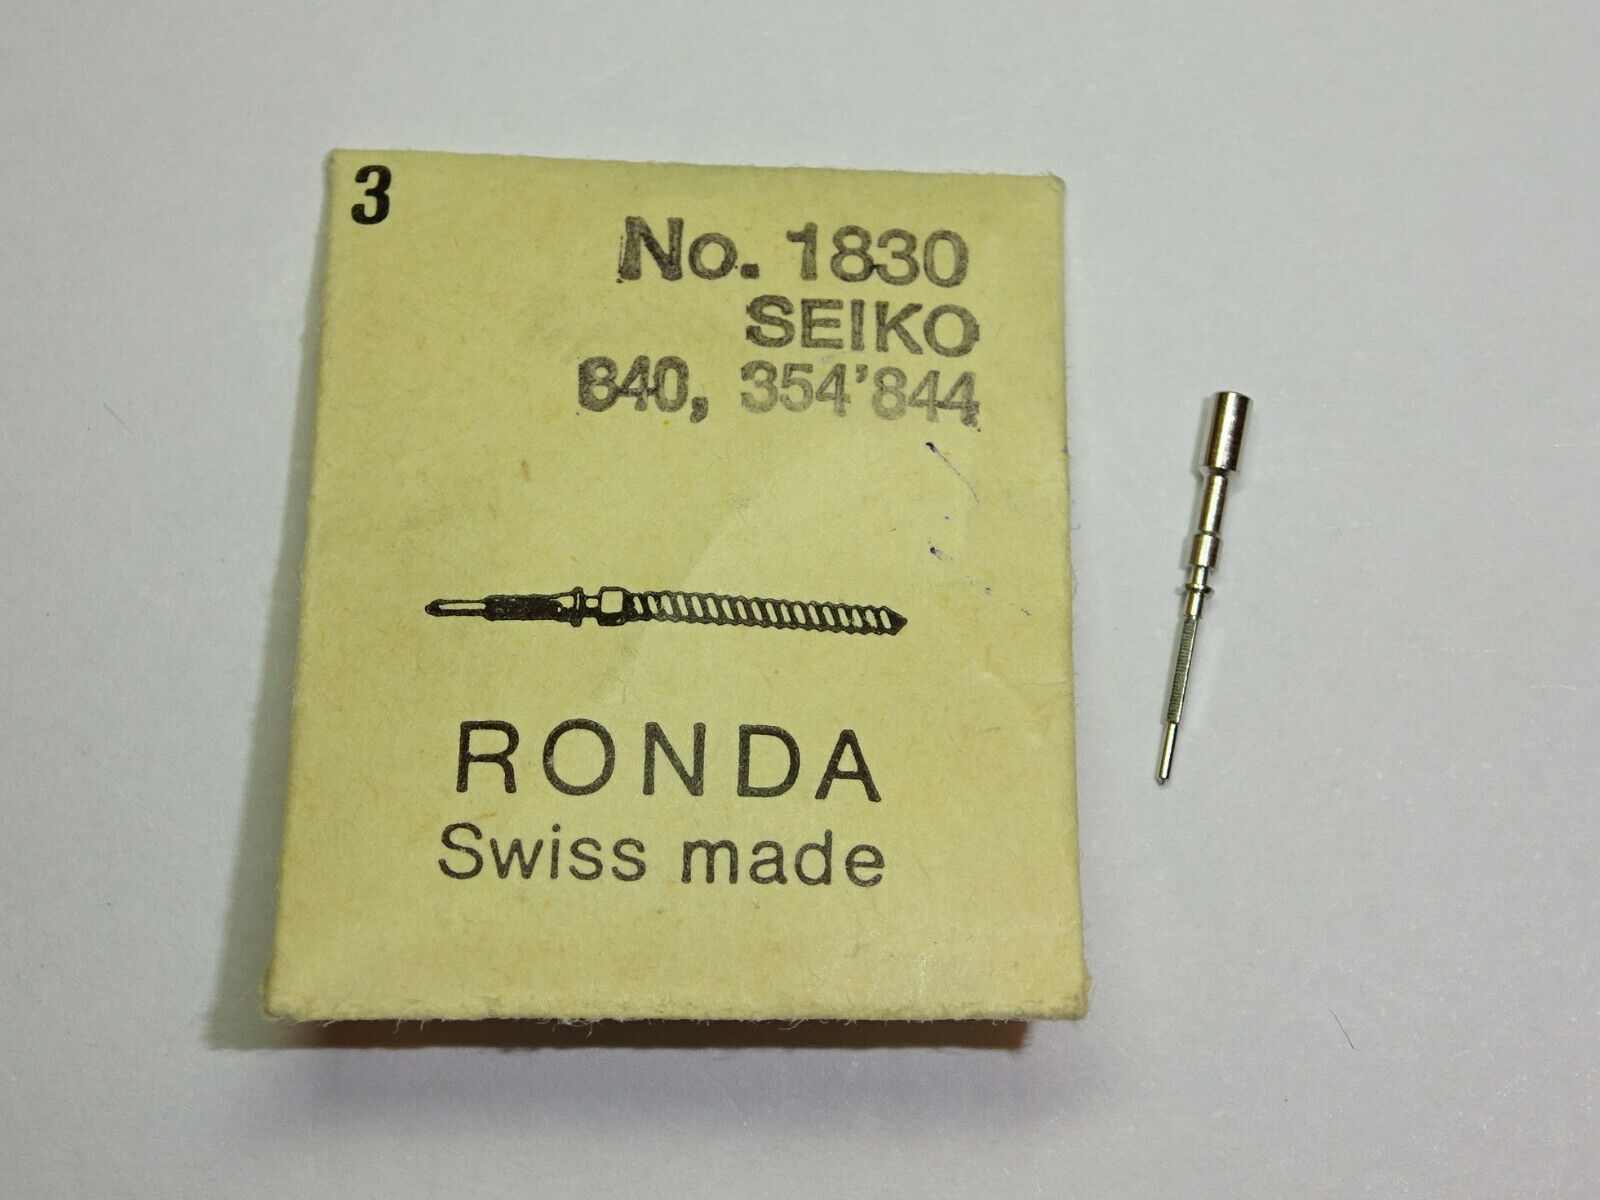 3
No. 1830
SEIKO
840, 354'844
RONDA
Swiss made